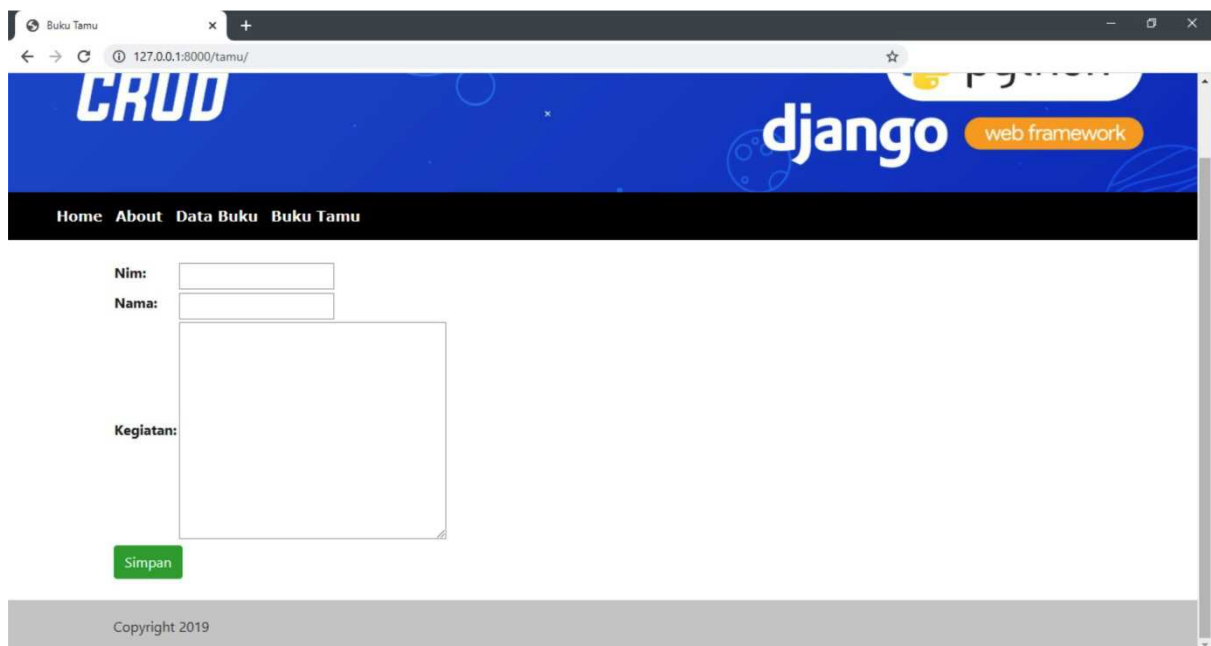 Buku Tamu
127.0.0.1:8000/tamu/
CRUD
python
django web framework
Home About Data Buku Buku Tamu
Nim:
Nama:
Kegiatan:
Simpan
Copyright 2019